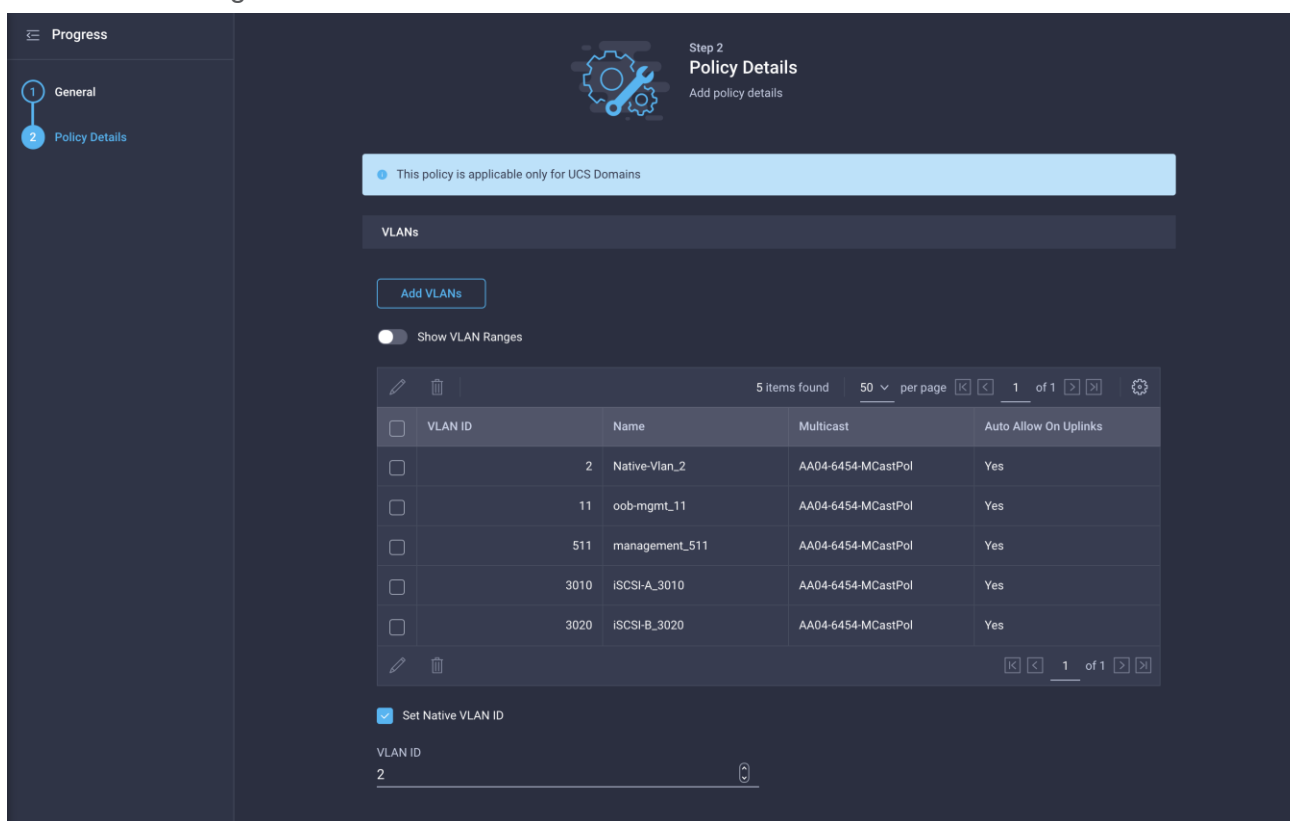 Progress
1 General
2 Policy Details
Step 2
Policy Details
Add policy details
This policy is applicable only for UCS Domains
VLANs
Add VLANs
Show VLAN Ranges
5 items found 50 per page 1 of 1
VLAN ID Name Multicast Auto Allow On Uplinks
2 Native-Vlan_2 AA04-6454-MCastPol Yes
11 oob-mgmt_11 AA04-6454-MCastPol Yes
511 management_511 AA04-6454-MCastPol Yes
3010 iSCSI-A_3010 AA04-6454-MCastPol Yes
3020 iSCSI-B_3020 AA04-6454-MCastPol Yes
1 of 1
Set Native VLAN ID
VLAN ID
2